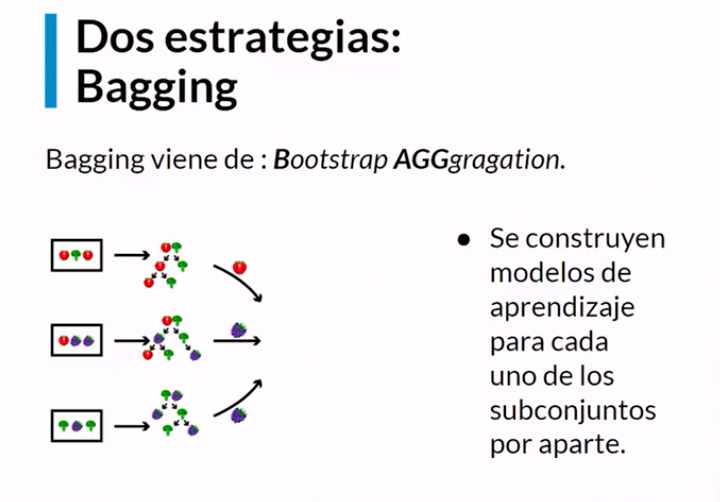 Dos estrategias:
Bagging
Bagging viene de : Bootstrap AGGgragation.
● Se construyen
modelos de
aprendizaje
para cada
uno de los
subconjuntos
por aparte.